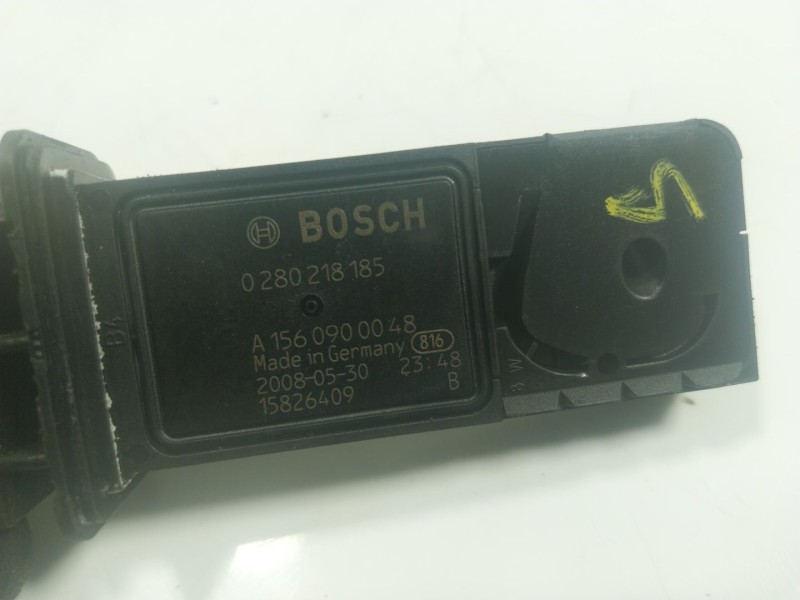 BOSCH
0 280 218 185
A 156 090 00 48
Made in Germany 816
2008-05-30 23:48
15826409 B
B4